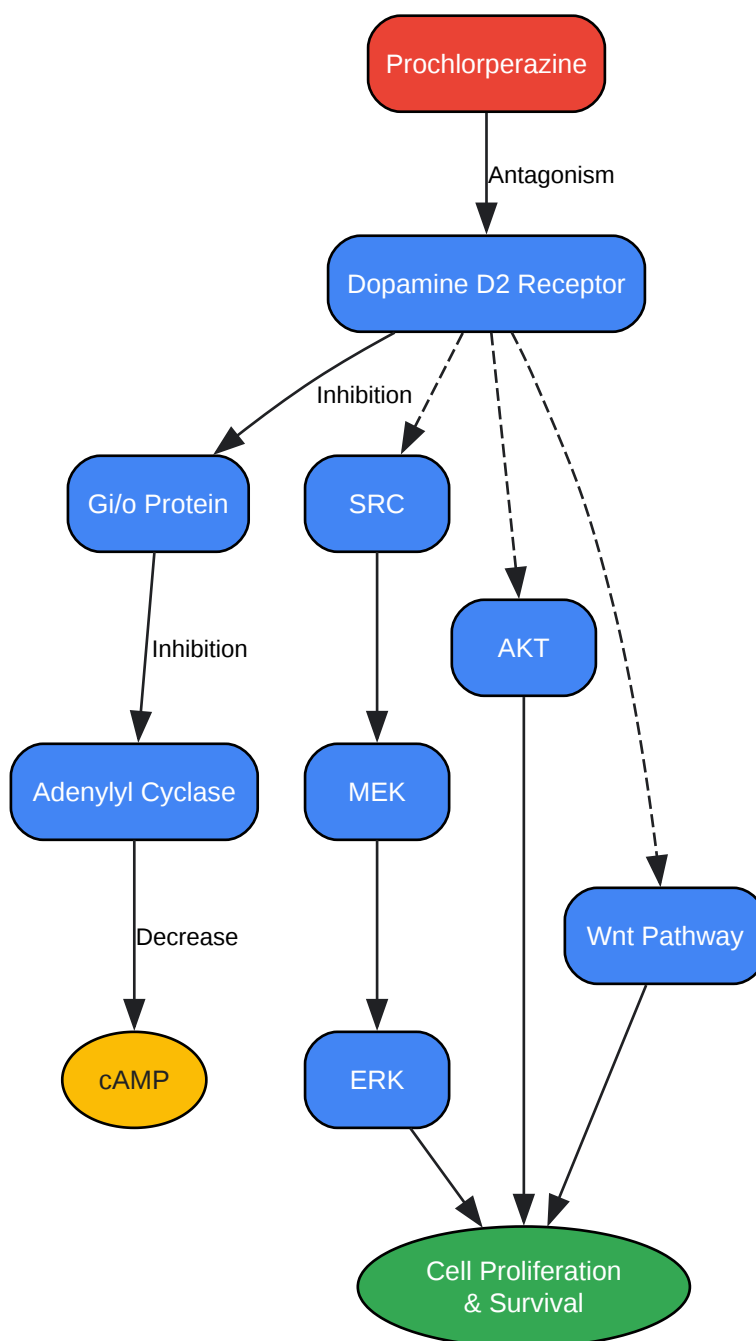 Prochlorperazine
Antagonism
Dopamine D2 Receptor
Inhibition
Gi/o Protein
SRC
Inhibition
AKT
Adenylyl Cyclase
MEK
Decrease
Wnt Pathway
cAMP
ERK
Cell Proliferation
& Survival